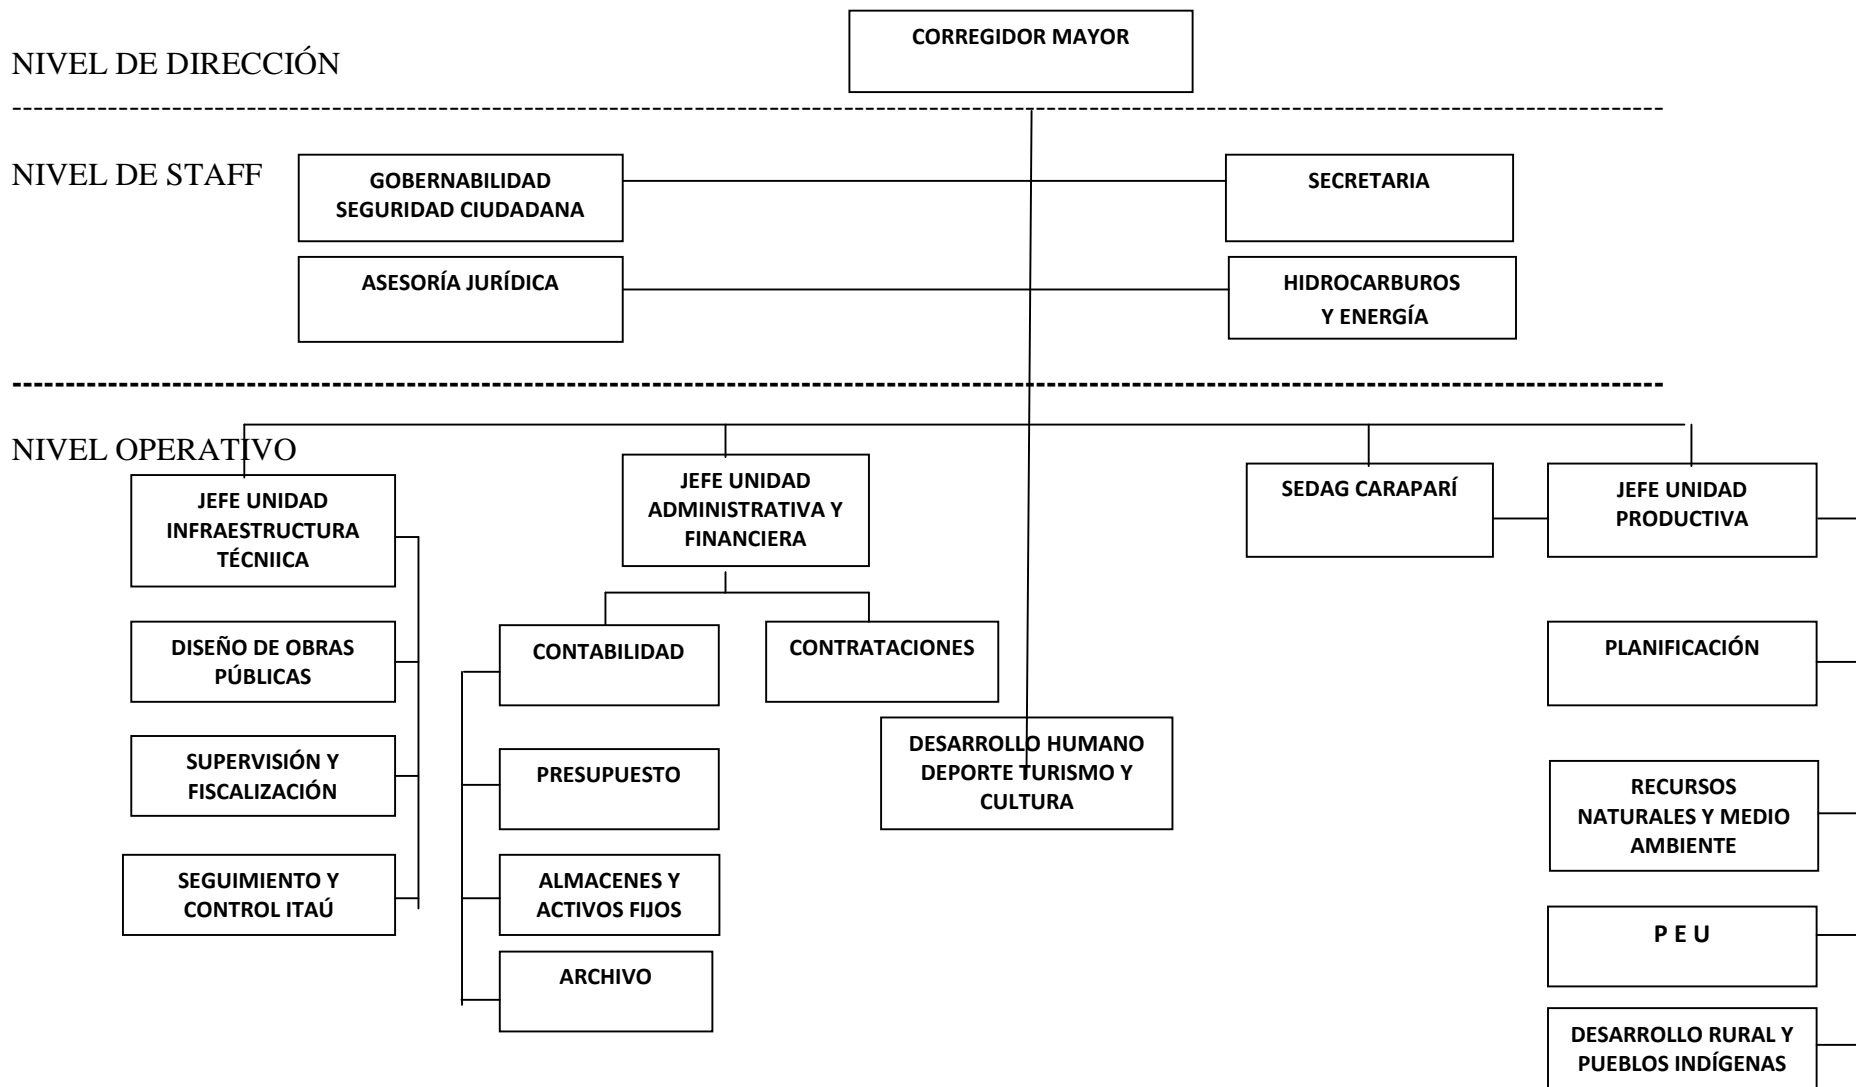 CORREGIDOR MAYOR
NIVEL DE DIRECCIÓN
NIVEL DE STAFF
GOBERNABILIDAD
SEGURIDAD CIUDADANA
SECRETARIA
ASESORÍA JURÍDICA
HIDROCARBUROS
Y ENERGÍA
NIVEL OPERATIVO
JEFE UNIDAD
INFRAESTRUCTURA
TÉCNIICA
JEFE UNIDAD
ADMINISTRATIVA Y
FINANCIERA
SEDAG CARAPARÍ
JEFE UNIDAD
PRODUCTIVA
DISEÑO DE OBRAS
PÚBLICAS
CONTABILIDAD
CONTRATACIONES
PLANIFICACIÓN
SUPERVISIÓN Y
FISCALIZACIÓN
PRESUPUESTO
DESARROLLO HUMANO
DEPORTE TURISMO Y
CULTURA
RECURSOS
NATURALES Y MEDIO
AMBIENTE
SEGUIMIENTO Y
CONTROL ITAÚ
ALMACENES Y
ACTIVOS FIJOS
P E U
ARCHIVO
DESARROLLO RURAL Y
PUEBLOS INDÍGENAS